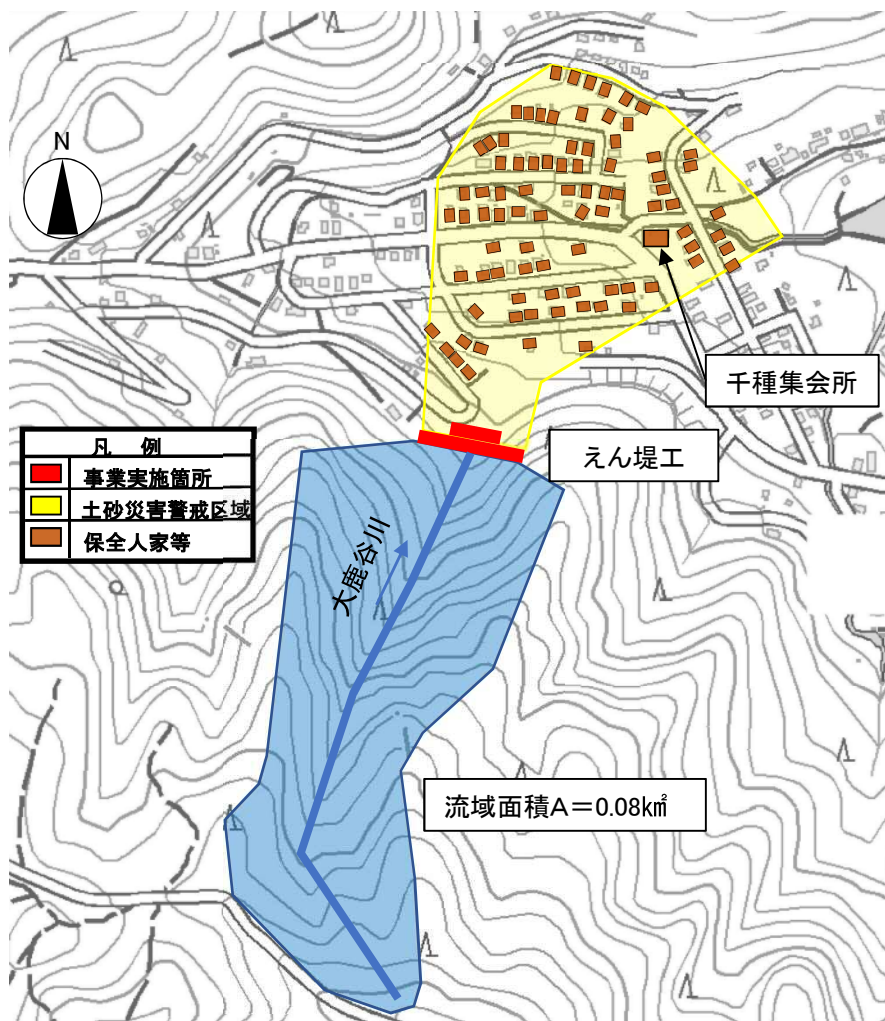 N
千種集会所
凡 例
事業実施箇所
土砂災害警戒区域
保全人家等
えん堤工
大鹿谷川
流域面積A＝0.08k㎡